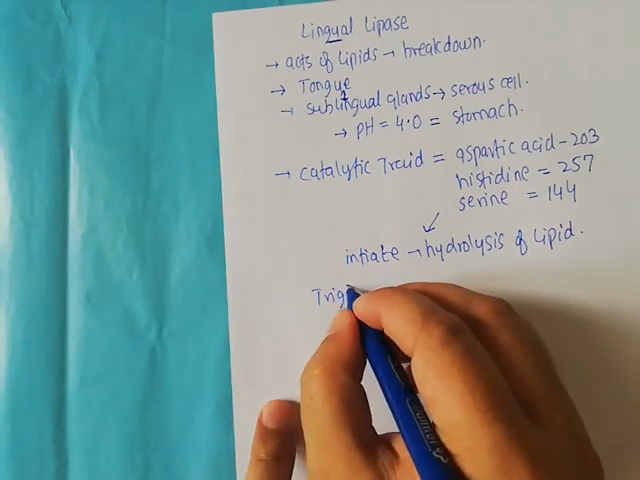 Lingual Lipase
→ acts of Lipids → breakdown.
→ Tongue
→ sublingual glands → serous cell.
→ PH = 4.0 = stomach.
→ catalytic Traid = aspartic acid - 203
histidine = 257
serine = 144
intiate → hydrolysis of Lipid.
Trig